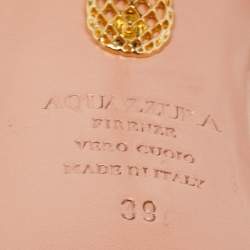 AQUAZZURA
FIRENZE
VERO CUOIO
MADE IN ITALY
39